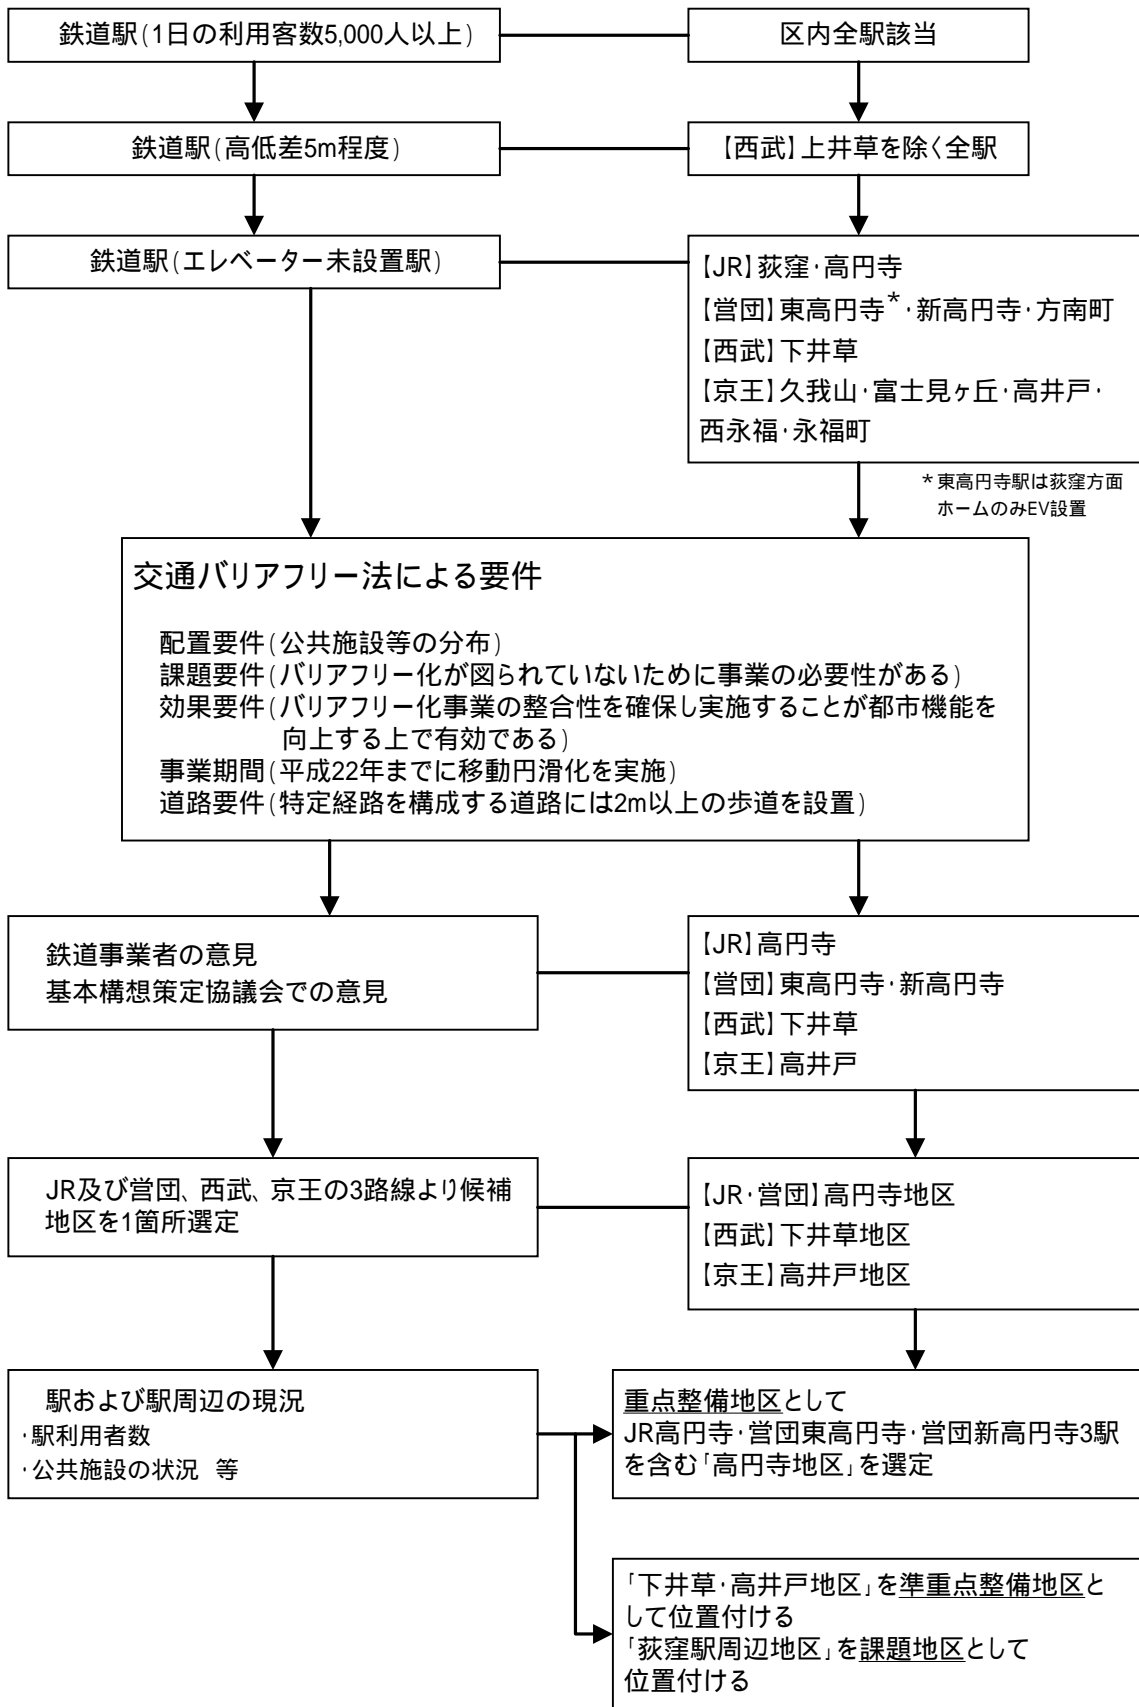 鉄道駅(1日の利用客数5,000人以上)
区内全駅該当
鉄道駅(高低差5m程度)
【西武】上井草を除く全駅
鉄道駅(エレベーター未設置駅)
【JR】荻窪・高円寺
【営団】東高円寺*・新高円寺・方南町
【西武】下井草
【京王】久我山・富士見ヶ丘・高井戸・
西永福・永福町
*東高円寺駅は荻窪方面
ホームのみEV設置
交通バリアフリー法による要件
配置要件(公共施設等の分布)
課題要件(バリアフリー化が図られていないために事業の必要性がある)
効果要件(バリアフリー化事業の整合性を確保し実施することが都市機能を
向上する上で有効である)
事業期間(平成22年までに移動円滑化を実施)
道路要件(特定経路を構成する道路には2m以上の歩道を設置)
鉄道事業者の意見
基本構想策定協議会での意見
【JR】高円寺
【営団】東高円寺・新高円寺
【西武】下井草
【京王】高井戸
JR及び営団、西武、京王の3路線より候補
地区を1箇所選定
【JR・営団】高円寺地区
【西武】下井草地区
【京王】高井戸地区
駅および駅周辺の現況
・駅利用者数
・公共施設の状況 等
重点整備地区として
JR高円寺・営団東高円寺・営団新高円寺3駅
を含む「高円寺地区」を選定
「下井草・高井戸地区」を準重点整備地区と
して位置付ける
「荻窪駅周辺地区」を課題地区として
位置付ける